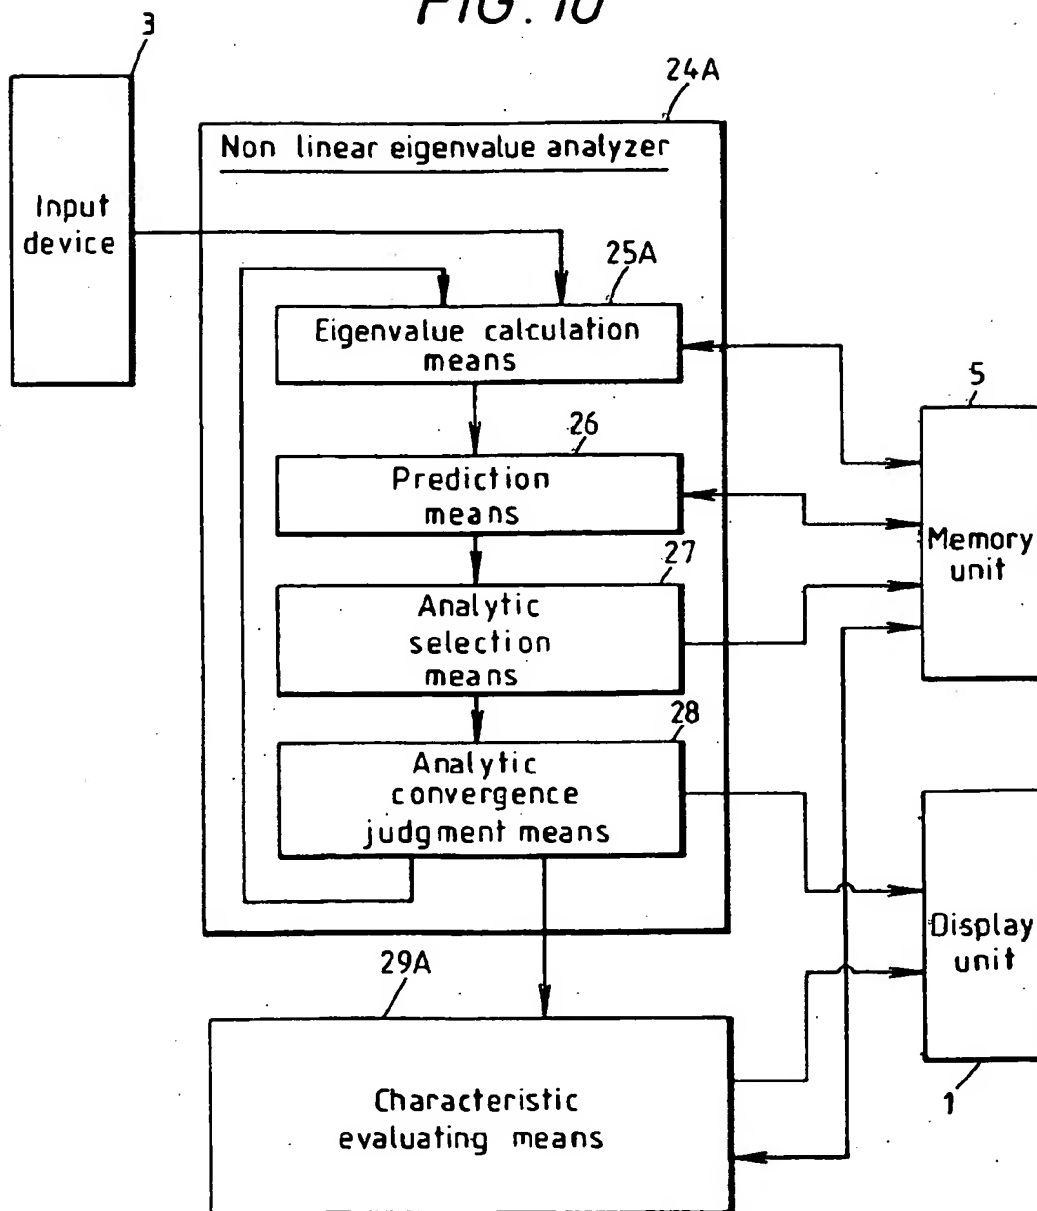 FIG. 10
3
24A
Non linear eigenvalue analyzer
Input
device
25A
Eigenvalue calculation
means
5
26
Prediction
means
Memory
unit
27
Analytic
selection
means
28
Analytic
convergence
judgment means
Display
unit
29A
1
Characteristic
evaluating means